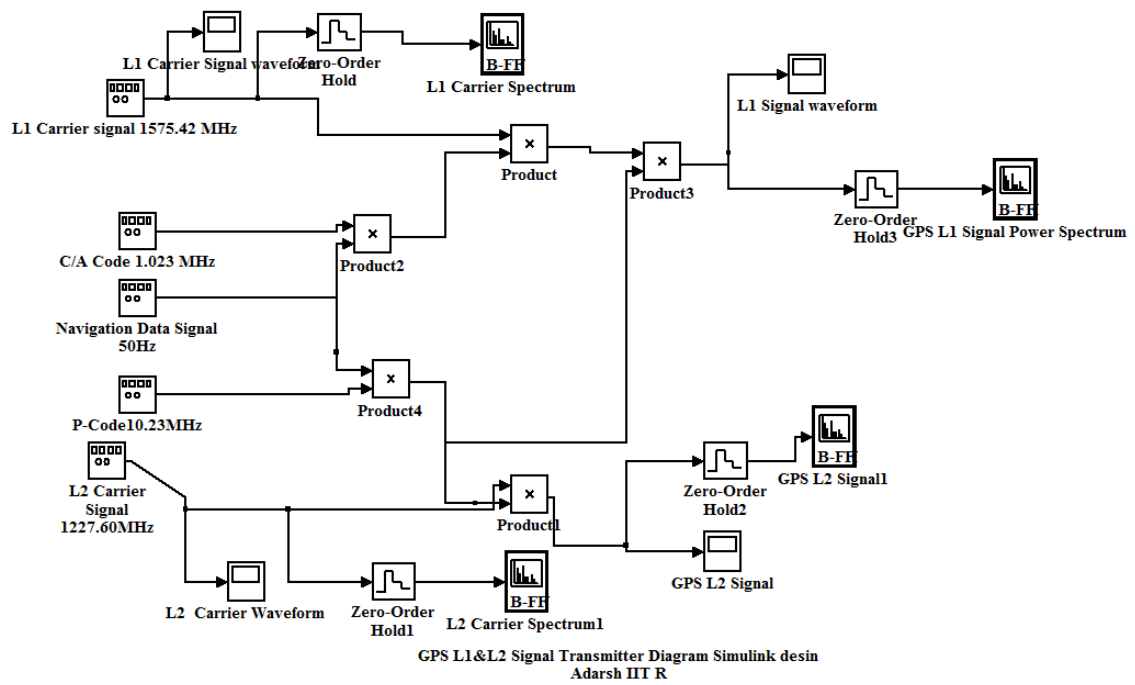 L1 Carrier Signal waveform
Zero-Order
Hold
B-FF
L1 Carrier Spectrum
L1 Carrier signal 1575.42 MHz
L1 Signal waveform
×
Product
×
Product3
Zero-Order
Hold3
B-FF
GPS L1 Signal Power Spectrum
C/A Code 1.023 MHz
×
Product2
Navigation Data Signal
50Hz
×
Product4
P-Code10.23MHz
L2 Carrier
Signal
1227.60MHz
×
Product1
Zero-Order
Hold2
B-FF
GPS L2 Signal1
GPS L2 Signal
L2 Carrier Waveform
Zero-Order
Hold1
B-FF
L2 Carrier Spectrum1
GPS L1&L2 Signal Transmitter Diagram Simulink desin
Adarsh IIT R